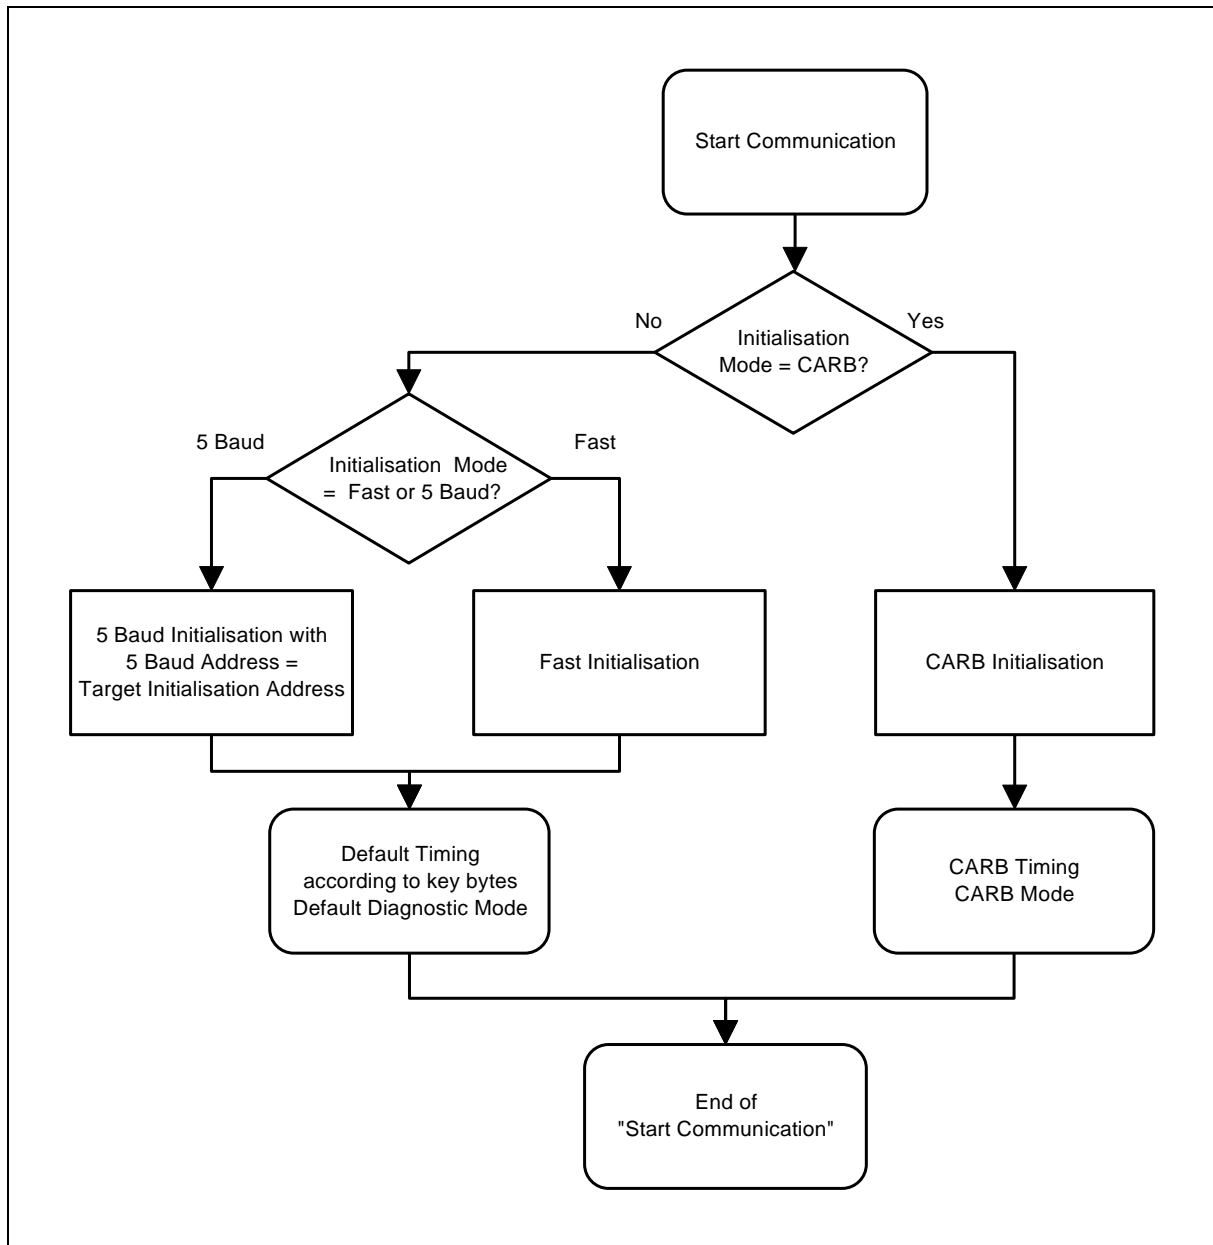 Start Communication
No
Yes
Initialisation
Mode = CARB?
5 Baud
Fast
Initialisation  Mode
=  Fast or 5 Baud?
5 Baud Initialisation with
5 Baud Address =
Target Initialisation Address
Fast Initialisation
CARB Initialisation
Default Timing
according to key bytes
Default Diagnostic Mode
CARB Timing
CARB Mode
End of
"Start Communication"